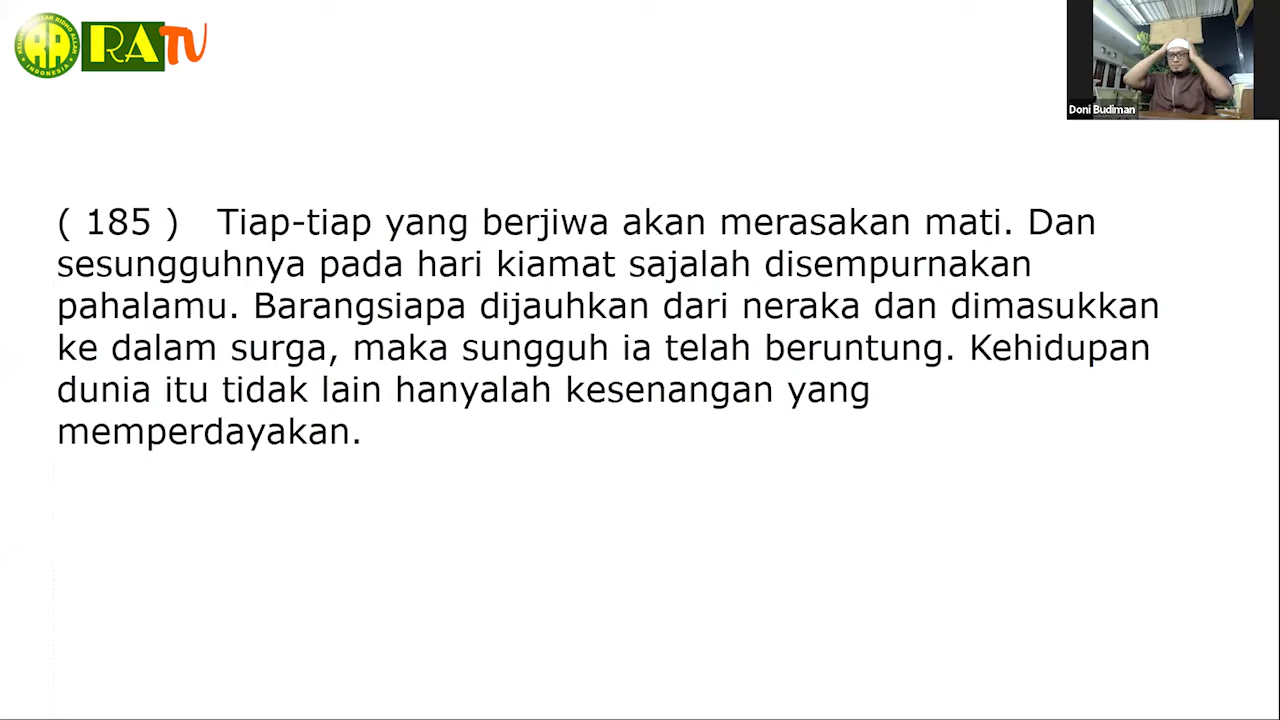 RA
INDONESIA
RATV
Doni Budiman
( 185 ) Tiap-tiap yang berjiwa akan merasakan mati. Dan
sesungguhnya pada hari kiamat sajalah disempurnakan
pahalamu. Barangsiapa dijauhkan dari neraka dan dimasukkan
ke dalam surga, maka sungguh ia telah beruntung. Kehidupan
dunia itu tidak lain hanyalah kesenangan yang
memperdayakan.